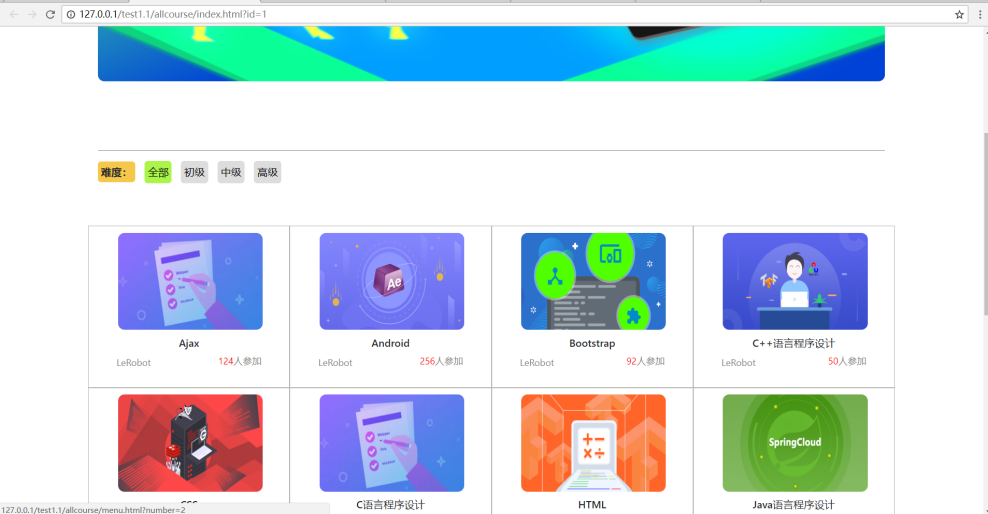 127.0.0.1/test1.1/allcourse/index.html?id=1
难度： 全部 初级 中级 高级
Ajax
LeRobot 124人参加
Android
LeRobot 256人参加
Bootstrap
LeRobot 92人参加
C++语言程序设计
LeRobot 50人参加
Ae
SpringCloud
CSS
C语言程序设计
HTML
Java语言程序设计
127.0.0.1/test1.1/allcourse/menu.html?number=2